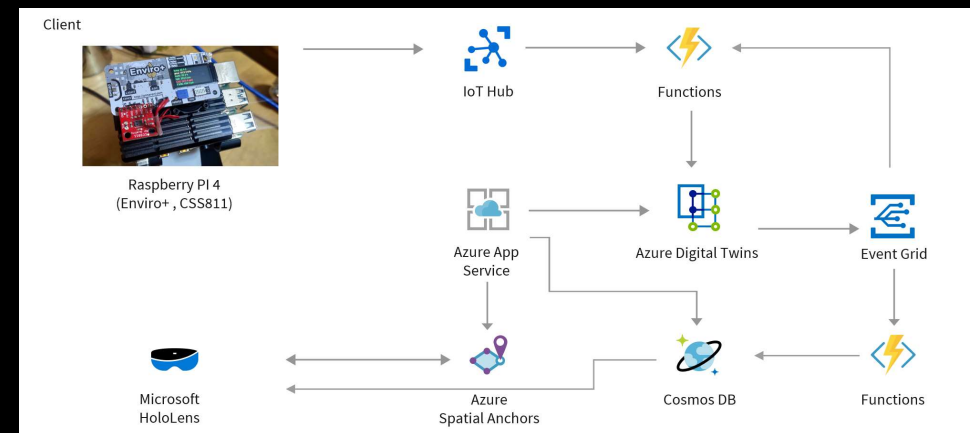 Client
Enviro+
IoT Hub
Functions
Raspberry PI 4
(Enviro+ , CSS811)
Azure App
Service
Azure Digital Twins
Event Grid
Microsoft
HoloLens
Azure
Spatial Anchors
Cosmos DB
Functions